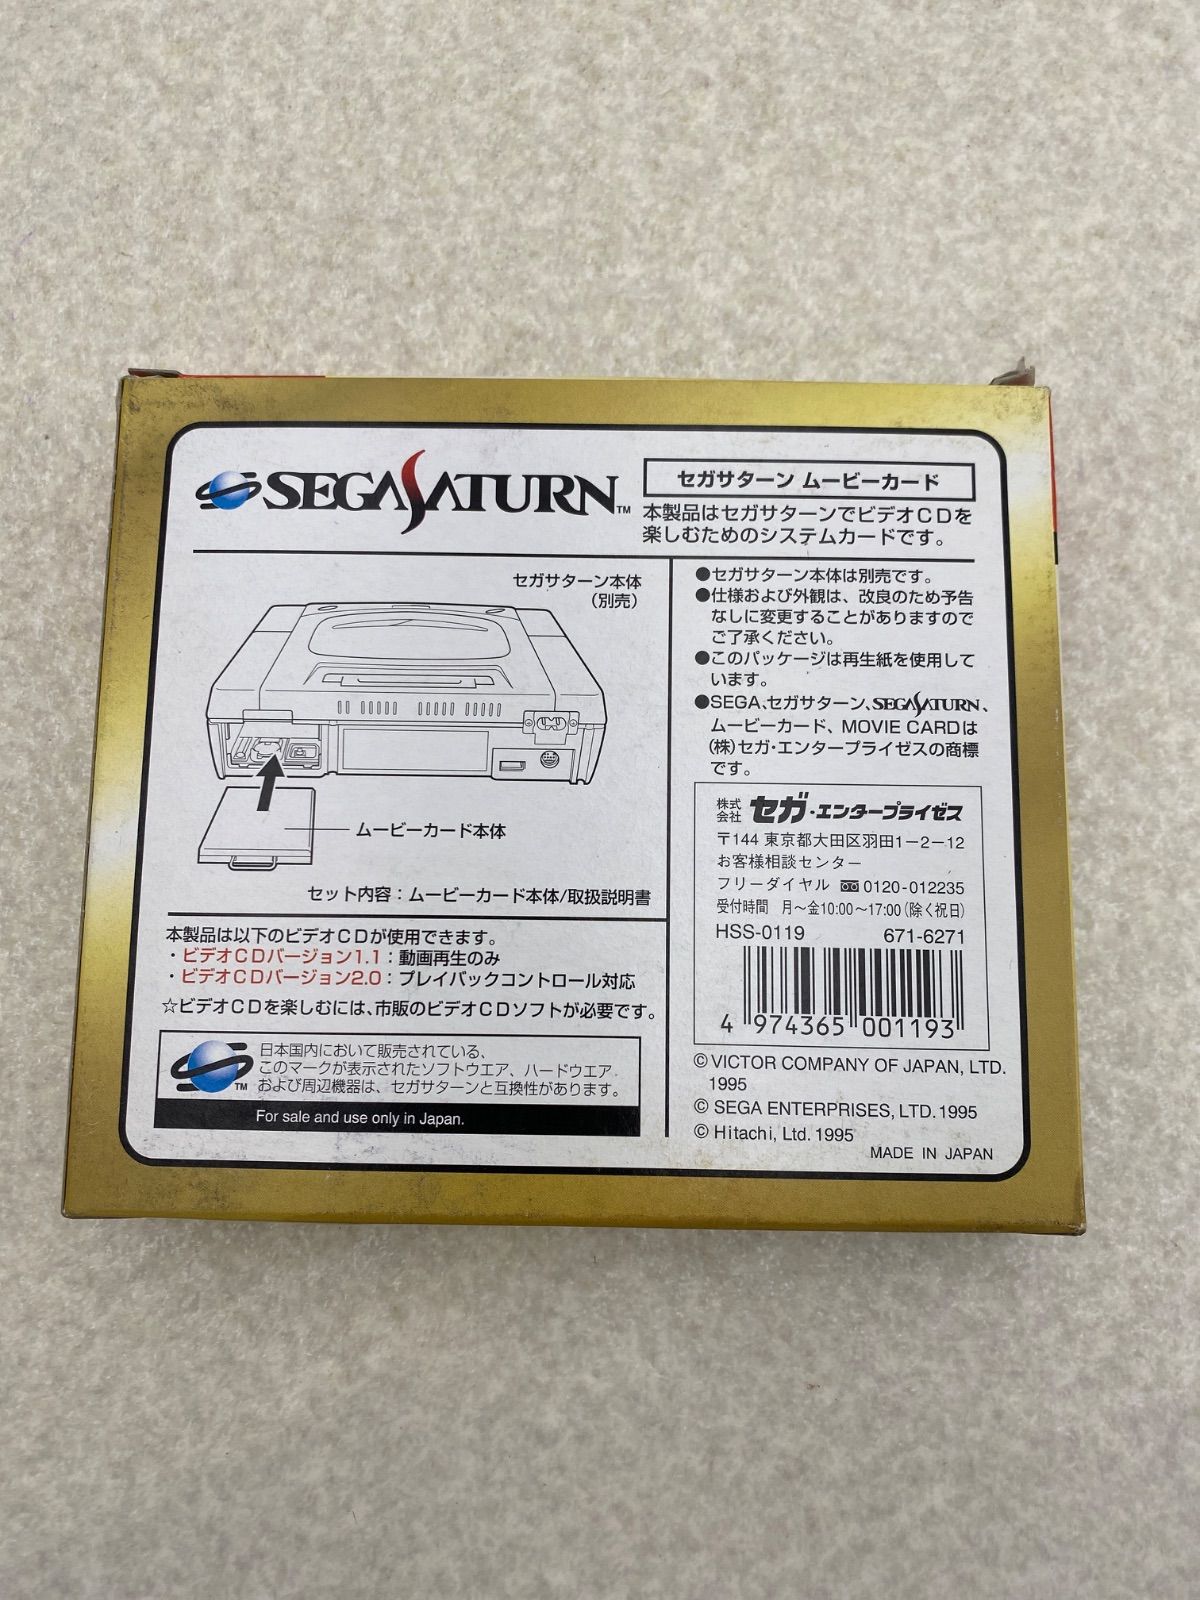 SEGA SATURN™
セガサターン ムービーカード
本製品はセガサターンでビデオCDを
楽しむためのシステムカードです。
セガサターン本体
(別売)
ムービーカード本体
セット内容：ムービーカード本体/取扱説明書
本製品は以下のビデオCDが使用できます。
・ビデオCDバージョン1.1：動画再生のみ
・ビデオCDバージョン2.0：プレイバックコントロール対応
☆ビデオCDを楽しむには、市販のビデオCDソフトが必要です。
TM
日本国内において販売されている、
このマークが表示されたソフトウエア、ハードウエア
および周辺機器は、セガサターンと互換性があります。
For sale and use only in Japan.
●セガサターン本体は別売です。
●仕様および外観は、改良のため予告
なしに変更することがありますので
ご了承ください。
●このパッケージは再生紙を使用して
います。
●SEGA、セガサターン、SEGA SATURN、
ムービーカード、MOVIE CARDは
(株)セガ・エンタープライゼスの商標
です。
株式会社 セガ・エンタープライゼス
〒144 東京都大田区羽田1-2-12
お客様相談センター
フリーダイヤル 0120-012235
受付時間 月〜金10:00〜17:00(除く祝日)
HSS-0119 671-6271
4 974365 001193
© VICTOR COMPANY OF JAPAN, LTD.
1995
© SEGA ENTERPRISES, LTD. 1995
© Hitachi, Ltd. 1995
MADE IN JAPAN